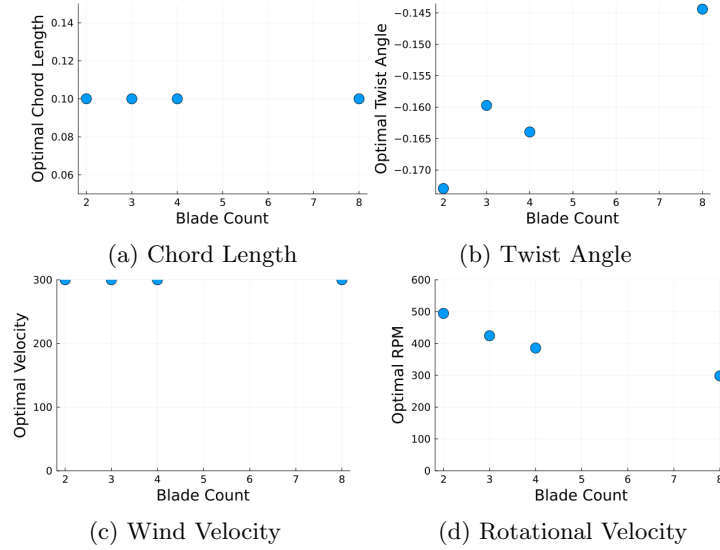 0.14
0.12
0.10
0.08
0.06
Optimal Chord Length
2 3 4 5 6 7 8
Blade Count
(a) Chord Length
−0.145
−0.150
−0.155
−0.160
−0.165
−0.170
Optimal Twist Angle
2 3 4 5 6 7 8
Blade Count
(b) Twist Angle
300
200
100
0
Optimal Velocity
2 3 4 5 6 7 8
Blade Count
(c) Wind Velocity
600
500
400
300
200
100
0
Optimal RPM
2 3 4 5 6 7 8
Blade Count
(d) Rotational Velocity